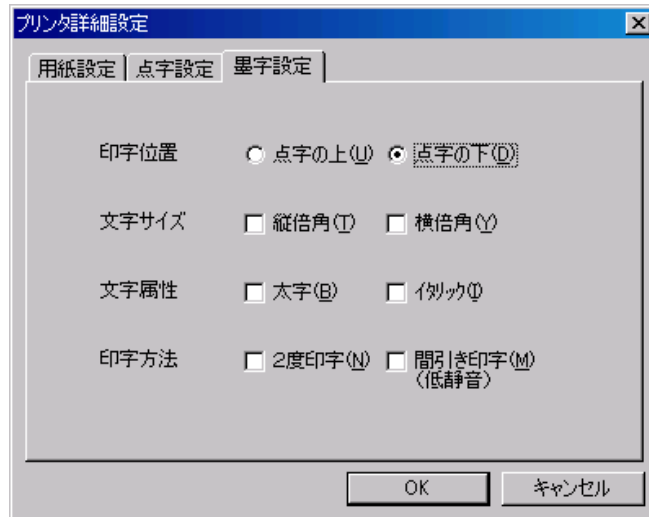 プリンタ詳細設定
用紙設定 点字設定 墨字設定
印字位置 点字の上(U) 点字の下(D)
文字サイズ 縦倍角(T) 横倍角(Y)
文字属性 太字(B) ｲﾀﾘｯｸ(I)
印字方法 2度印字(N) 間引き印字(M)
(低静音)
OK キャンセル